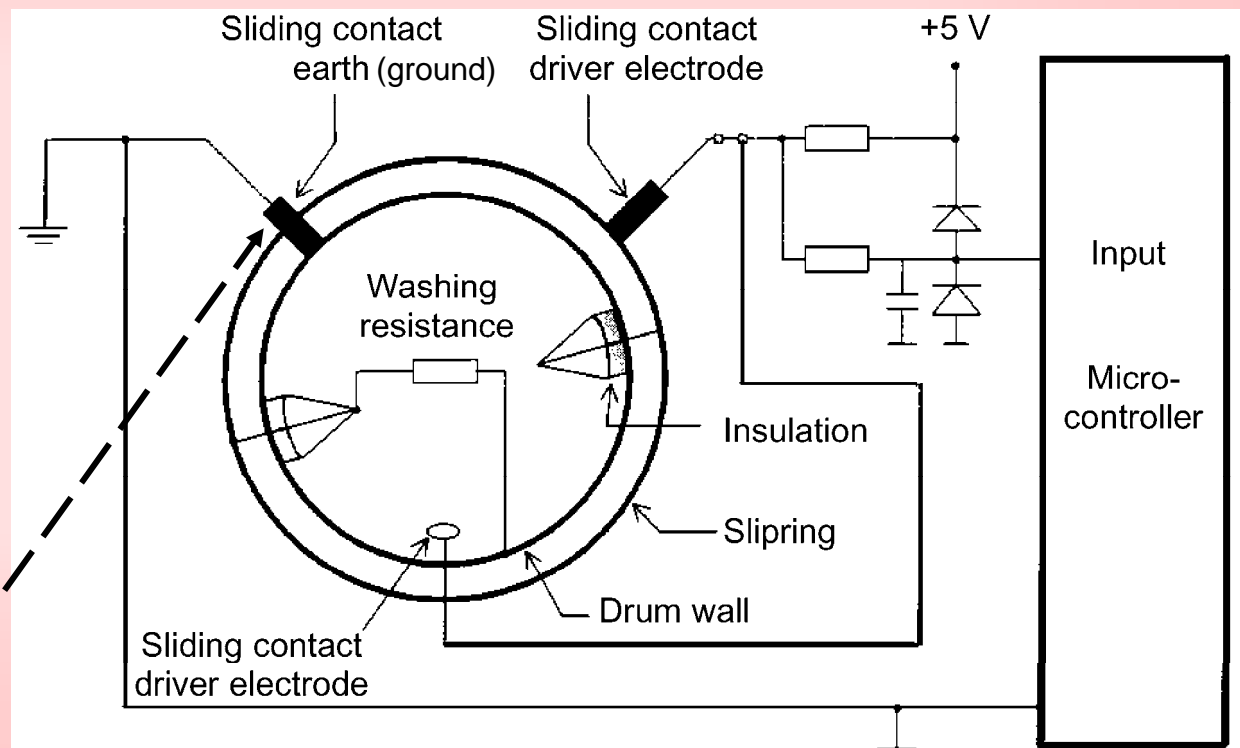 Sliding contact
earth (ground)
Sliding contact
driver electrode
+5 V
Washing
resistance
Input
Micro-
controller
Insulation
Slipring
Drum wall
Sliding contact
driver electrode